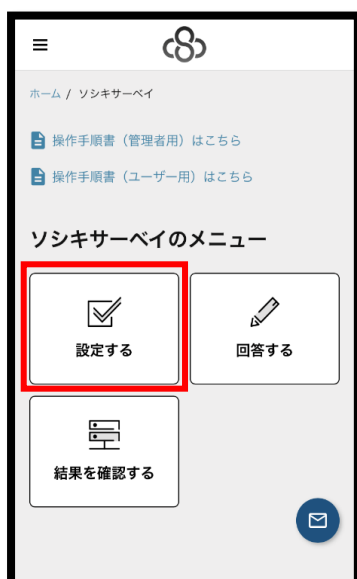 ホーム / ソシキサーベイ
操作手順書（管理者用）はこちら
操作手順書（ユーザー用）はこちら
ソシキサーベイのメニュー
設定する
回答する
結果を確認する